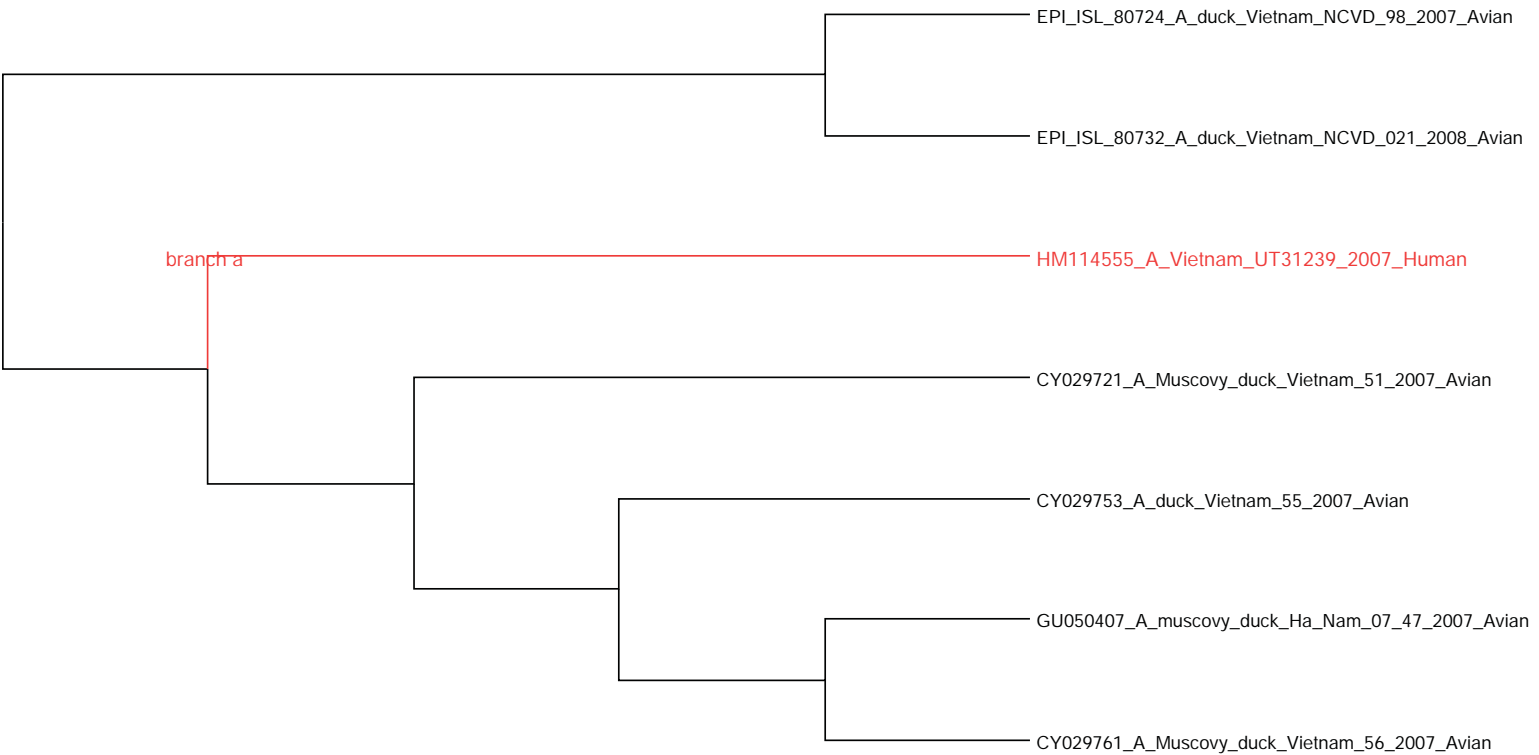 EPI_ISL_80724_A_duck_Vietnam_NCVD_98_2007_Avian
EPI_ISL_80732_A_duck_Vietnam_NCVD_021_2008_Avian
branch a
HM114555_A_Vietnam_UT31239_2007_Human
CY029721_A_Muscovy_duck_Vietnam_51_2007_Avian
CY029753_A_duck_Vietnam_55_2007_Avian
GU050407_A_muscovy_duck_Ha_Nam_07_47_2007_Avian
CY029761_A_Muscovy_duck_Vietnam_56_2007_Avian